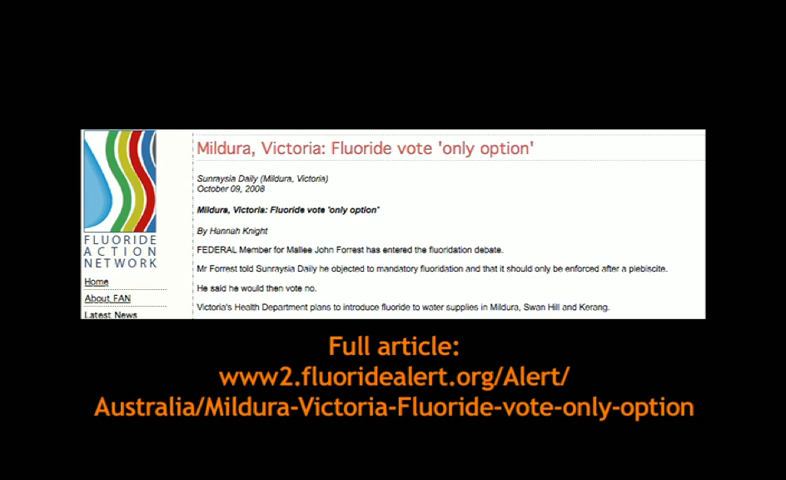 Mildura, Victoria: Fluoride vote 'only option'
Sunraysia Daily (Mildura, Victoria)
October 09, 2008
Mildura, Victoria: Fluoride vote 'only option'
By Hannah Knight
FEDERAL Member for Mallee John Forrest has entered the fluoridation debate.
Mr Forrest told Sunraysia Daily he objected to mandatory fluoridation and that it should only be enforced after a plebiscite.
He said he would then vote no.
Victoria's Health Department plans to introduce fluoride to water supplies in Mildura, Swan Hill and Kerang.
FLUORIDE
ACTION
NETWORK
Home
About FAN
Latest News
Full article:
www2.fluoridealert.org/Alert/
Australia/Mildura-Victoria-Fluoride-vote-only-option